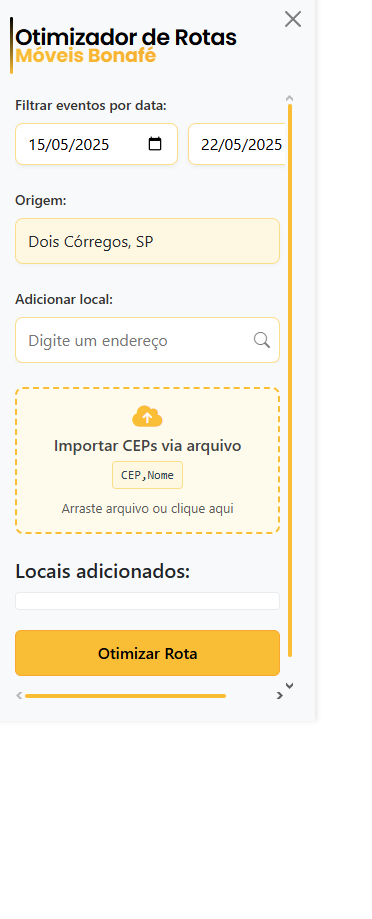 Otimizador de Rotas
Móveis Bonafé
Filtrar eventos por data:
15/05/2025 22/05/2025
Origem:
Dois Córregos, SP
Adicionar local:
Digite um endereço
Importar CEPs via arquivo
CEP,Nome
Arraste arquivo ou clique aqui
Locais adicionados:
Otimizar Rota